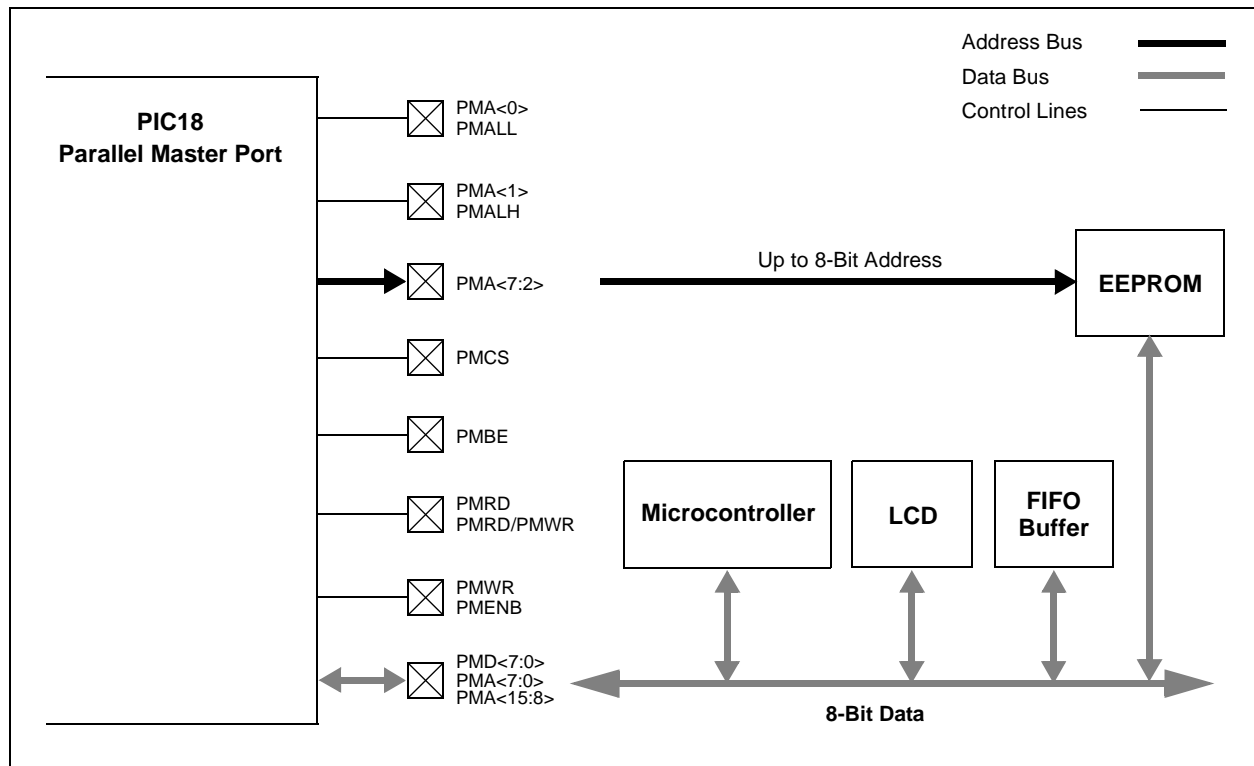 Address Bus
Data Bus
Control Lines
PIC18
Parallel Master Port
PMA<0>
PMALL
PMA<1>
PMALH
PMA<7:2>
Up to 8-Bit Address
EEPROM
PMCS
PMBE
PMRD
PMRD/PMWR
Microcontroller
LCD
FIFO
Buffer
PMWR
PMENB
PMD<7:0>
PMA<7:0>
PMA<15:8>
8-Bit Data